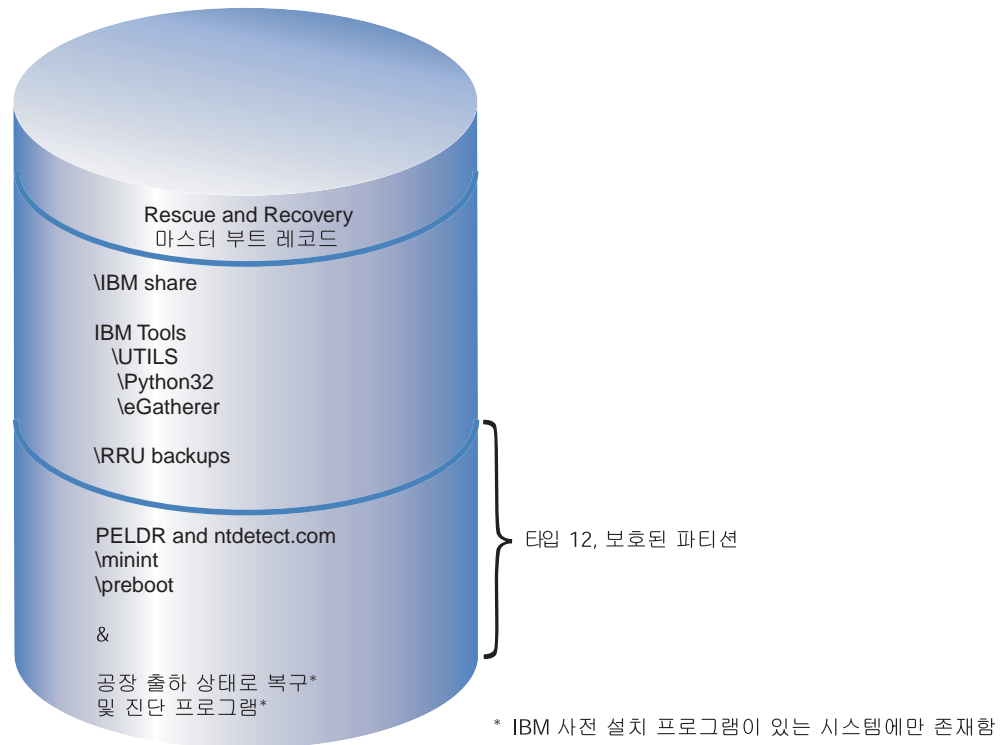 Rescue and Recovery
마스터 부트 레코드
\IBM share
IBM Tools
\UTILS
\Python32
\eGatherer
\RRU backups
PELDR and ntdetect.com
\minint
\preboot
&
공장 출하 상태로 복구*
및 진단 프로그램*
타입 12, 보호된 파티션
* IBM 사전 설치 프로그램이 있는 시스템에만 존재함